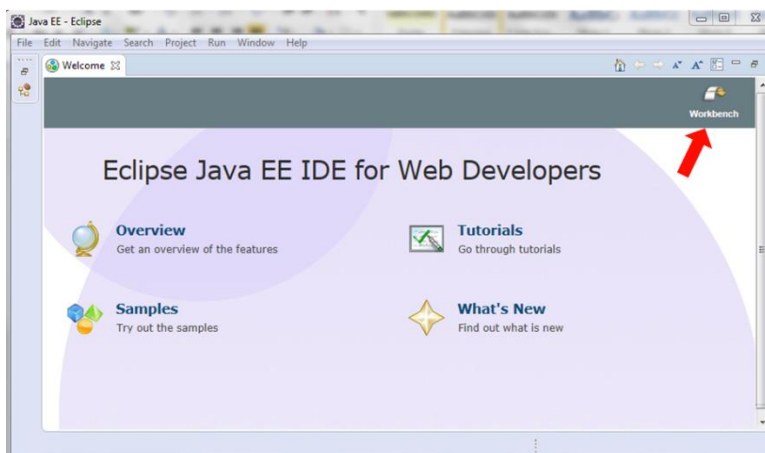 Java EE - Eclipse
File Edit Navigate Search Project Run Window Help
Welcome
Workbench
Eclipse Java EE IDE for Web Developers
Overview
Get an overview of the features
Tutorials
Go through tutorials
Samples
Try out the samples
What's New
Find out what is new